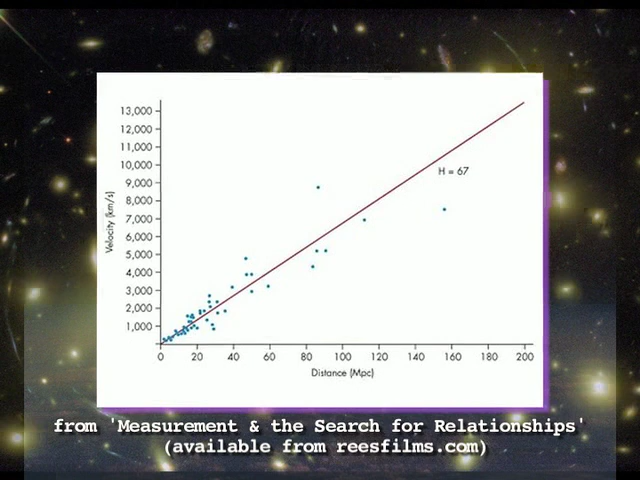 13,000
12,000
11,000
10,000
9,000
8,000
7,000
6,000
5,000
4,000
3,000
2,000
1,000
Velocity (km/s)
H = 67
0 20 40 60 80 100 120 140 160 180 200
Distance (Mpc)
from 'Measurement & the Search for Relationships'
(available from reesfilms.com)